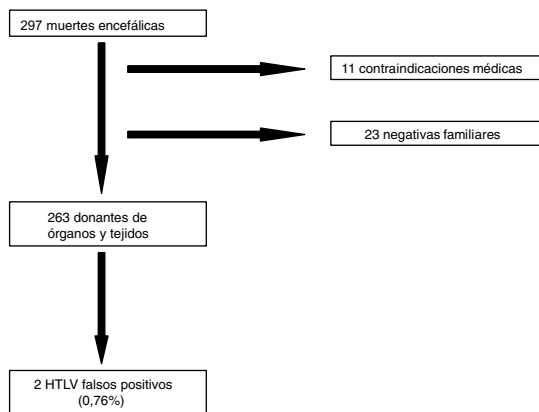 297 muertes encefálicas
11 contraindicaciones médicas
23 negativas familiares
263 donantes de
órganos y tejidos
2 HTLV falsos positivos
(0,76%)